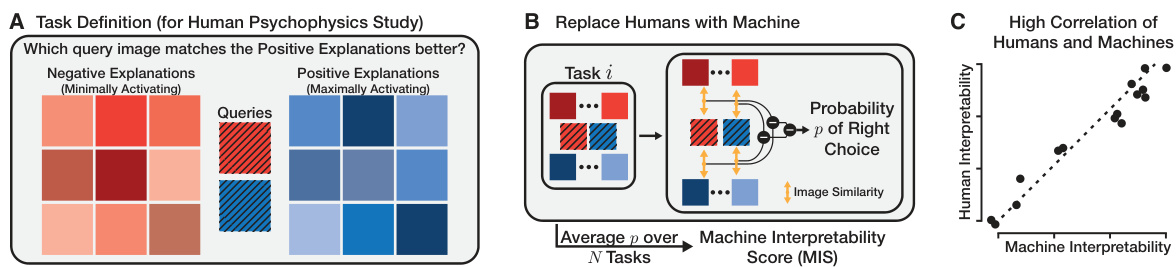 A Task Definition (for Human Psychophysics Study)
Which query image matches the Positive Explanations better?
Negative Explanations
(Minimally Activating)
Queries
Positive Explanations
(Maximally Activating)
B Replace Humans with Machine
Task i
Probability
p of Right
Choice
Image Similarity
Average p over
N Tasks
Machine Interpretability
Score (MIS)
C High Correlation of
Humans and Machines
Human Interpretability
Machine Interpretability